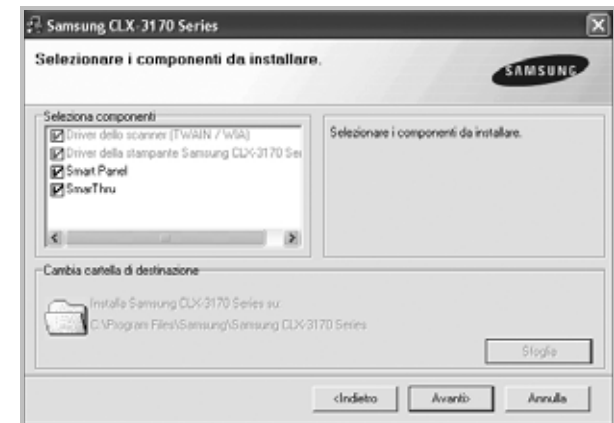 Samsung CLX-3170 Series
Selezionare i componenti da installare.
SAMSUNG
Seleziona componenti
Driver dello scanner (TWAIN / WIA)
Driver della stampante Samsung CLX-3170 Ser
Smart Panel
SmarThru
Selezionare i componenti da installare.
Cambia cartella di destinazione
Installa Samsung CLX-3170 Series su:
C:\Program Files\Samsung\Samsung CLX-3170 Series
Sfoglia
<Indietro
Avanti>
Annulla